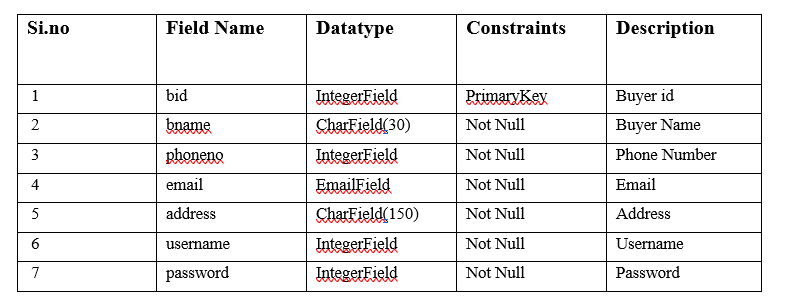 Si.no Field Name Datatype Constraints Description
1 bid IntegerField PrimaryKey Buyer id
2 bname CharField(30) Not Null Buyer Name
3 phoneno IntegerField Not Null Phone Number
4 email EmailField Not Null Email
5 address CharField(150) Not Null Address
6 username IntegerField Not Null Username
7 password IntegerField Not Null Password